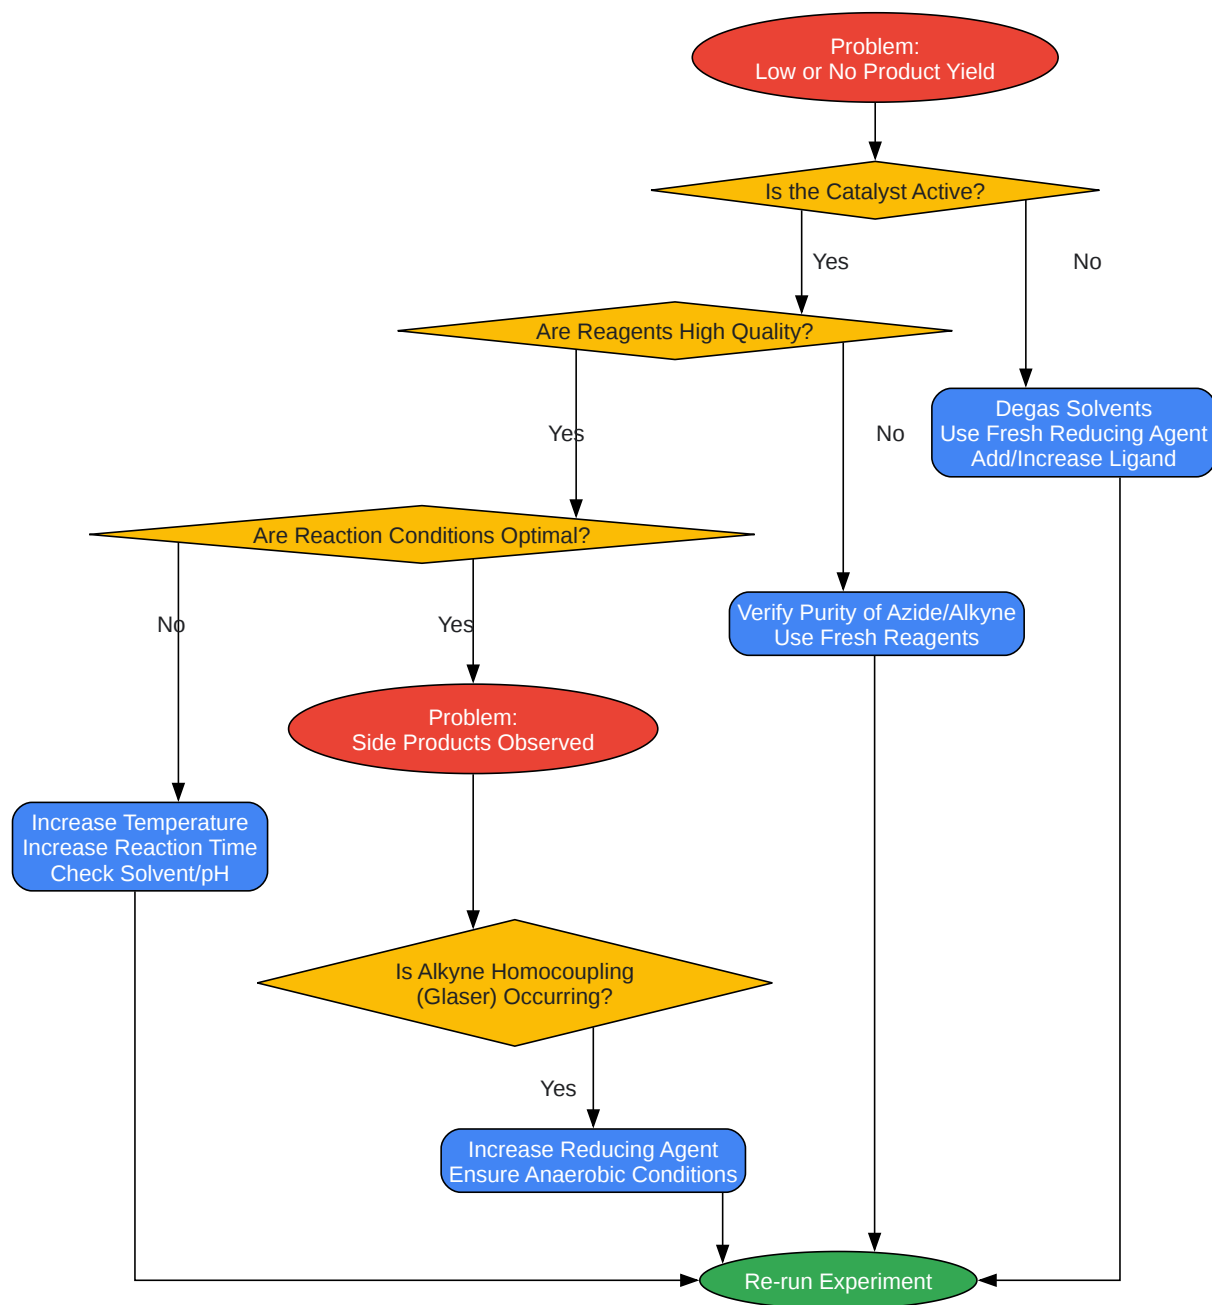 Problem:
Low or No Product Yield
Is the Catalyst Active?
Yes
No
Are Reagents High Quality?
Degas Solvents
Use Fresh Reducing Agent
Add/Increase Ligand
Yes
No
Are Reaction Conditions Optimal?
No
Yes
Verify Purity of Azide/Alkyne
Use Fresh Reagents
Problem:
Side Products Observed
Increase Temperature
Increase Reaction Time
Check Solvent/pH
Is Alkyne Homocoupling
(Glaser) Occurring?
Yes
Increase Reducing Agent
Ensure Anaerobic Conditions
Re-run Experiment